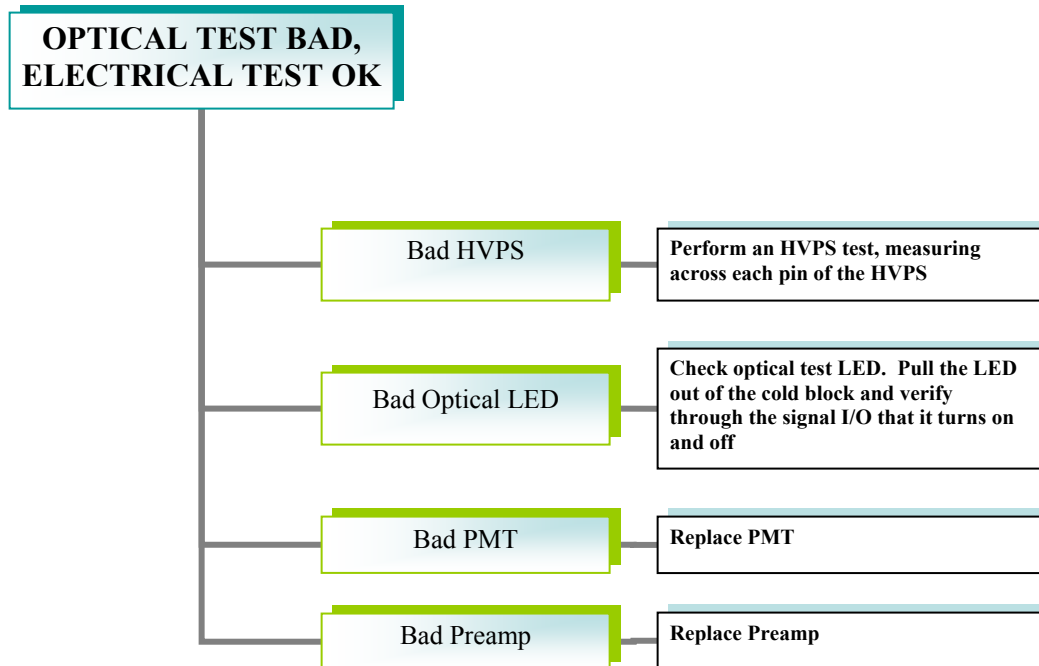 OPTICAL TEST BAD,
ELECTRICAL TEST OK
Bad HVPS
Perform an HVPS test, measuring
across each pin of the HVPS
Bad Optical LED
Check optical test LED.  Pull the LED
out of the cold block and verify
through the signal I/O that it turns on
and off
Bad PMT
Replace PMT
Bad Preamp
Replace Preamp